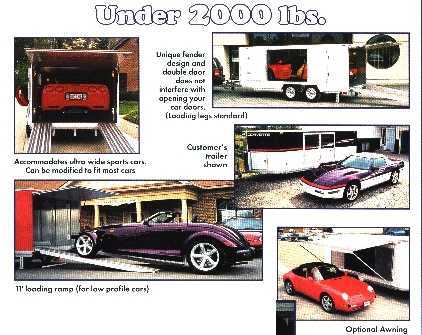 Under 2000 lbs.
Unique fender
design and
double door
does not
interfere with
opening your
car doors.
(Loading legs standard)
Accommodates ultra wide sports cars.
Can be modified to fit most cars
Customer's
trailer
shown
CORVETTE
11' loading ramp (for low profile cars)
Optional Awning